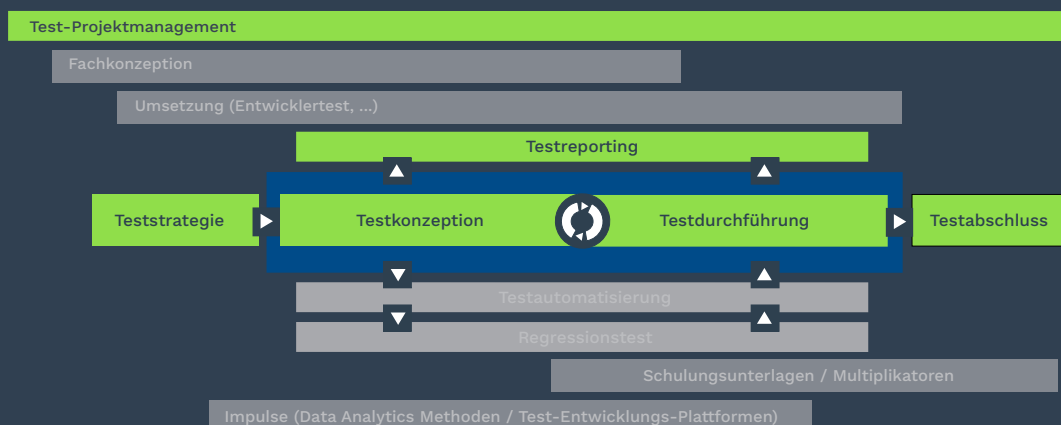 Test-Projektmanagement
Fachkonzeption
Umsetzung (Entwicklertest, ...)
Testreporting
Teststrategie
Testkonzeption
Testdurchführung
Testabschluss
Testautomatisierung
Regressionstest
Schulungsunterlagen / Multiplikatoren
Impulse (Data Analytics Methoden / Test-Entwicklungs-Plattformen)